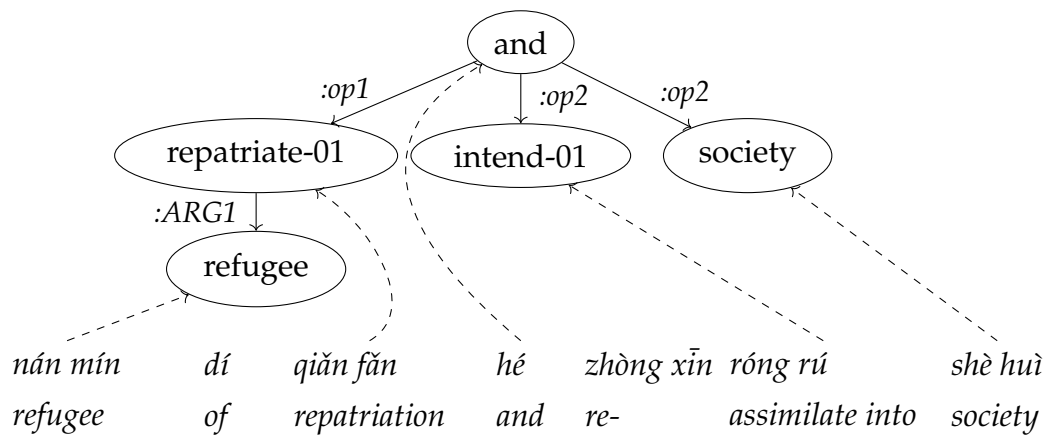 and
:op1 :op2 :op2
repatriate-01 intend-01 society
:ARG1
refugee
nán mín dí qiǎn fǎn hé zhòng xīn róng rú shè huì
refugee of repatriation and re- assimilate into society